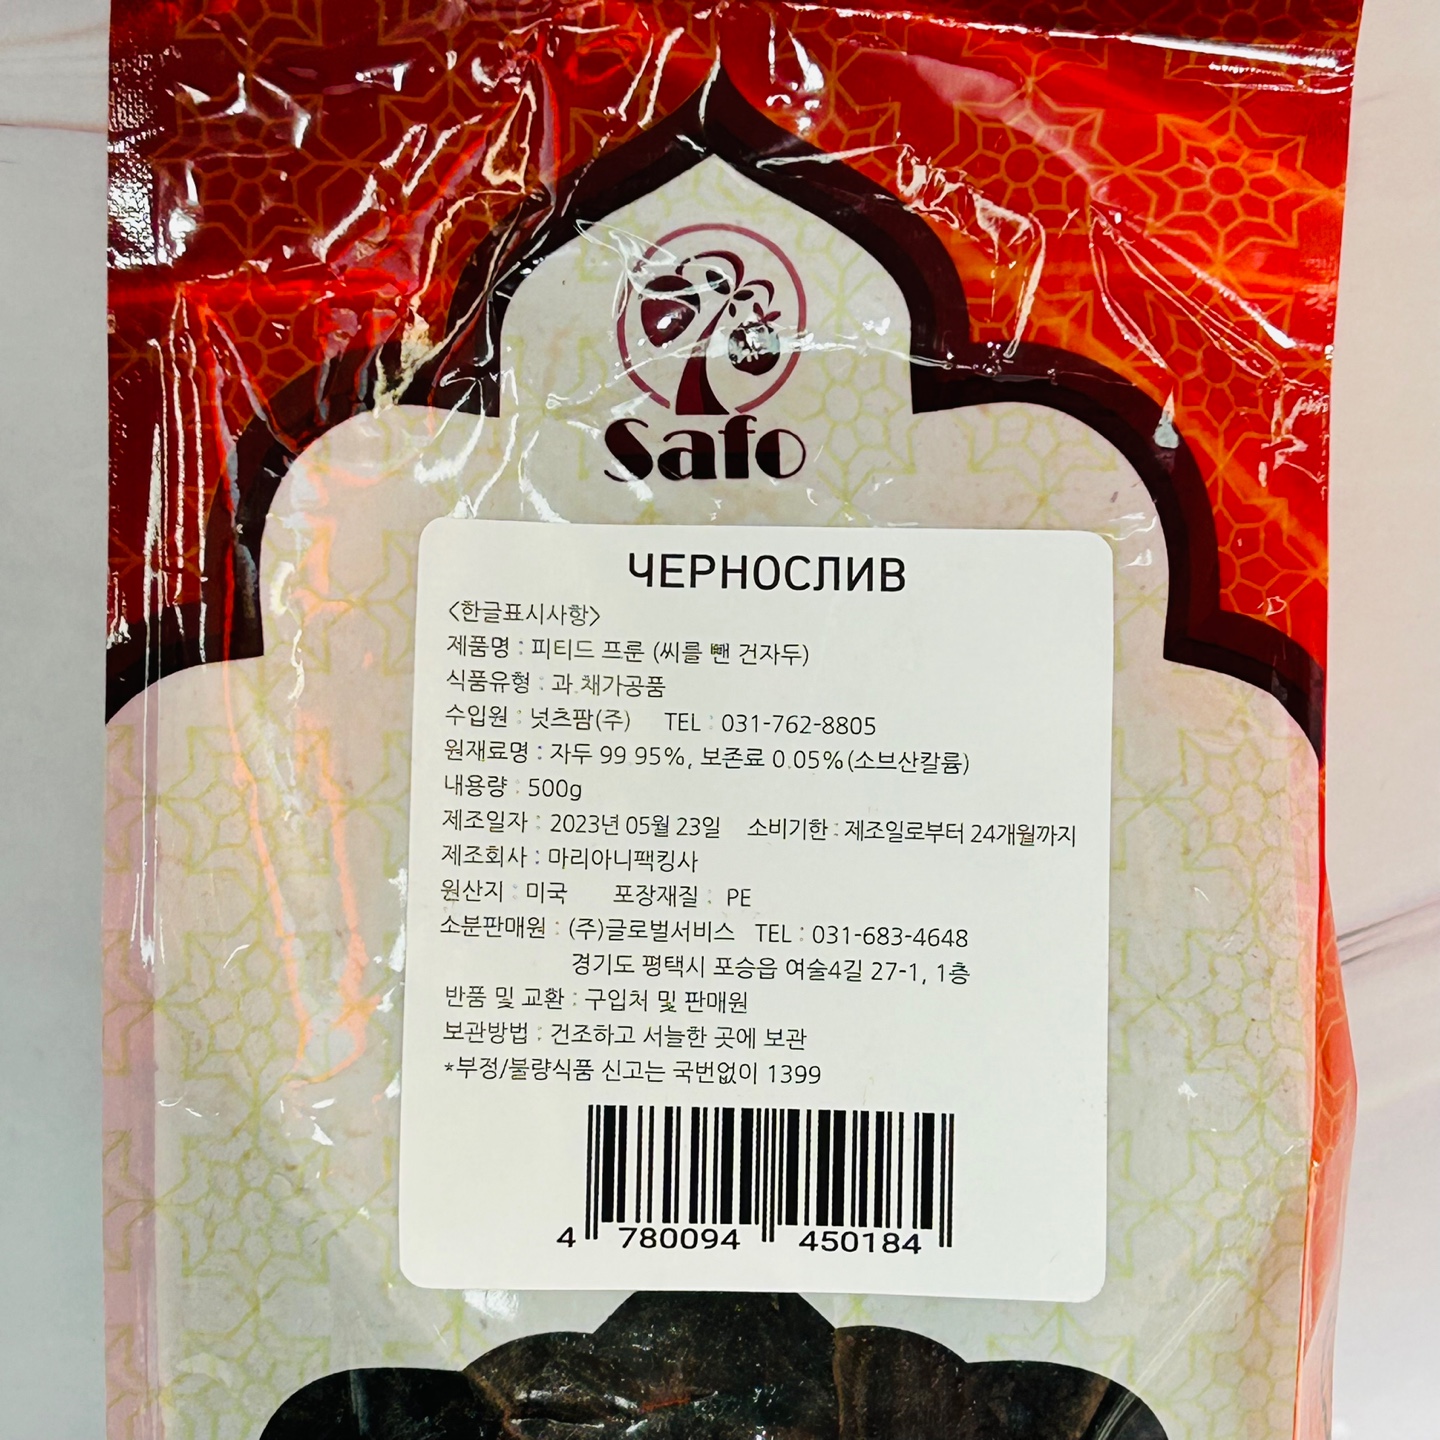 Safo
ЧЕРНОСЛИВ
<한글표시사항>
제품명 : 피티드 프룬 (씨를 뺀 건자두)
식품유형 : 과.채가공품
수입원 : 넛츠팜(주) TEL : 031-762-8805
원재료명 : 자두 99.95%, 보존료 0.05%(소브산칼륨)
내용량 : 500g
제조일자 : 2023년 05월 23일 소비기한 : 제조일로부터 24개월까지
제조회사 : 마리아니팩킹사
원산지 : 미국 포장재질 : PE
소분판매원 : (주)글로벌서비스 TEL : 031-683-4648
경기도 평택시 포승읍 여술4길 27-1, 1층
반품 및 교환 : 구입처 및 판매원
보관방법 : 건조하고 서늘한 곳에 보관
*부정/불량식품 신고는 국번없이 1399
4 780094 450184